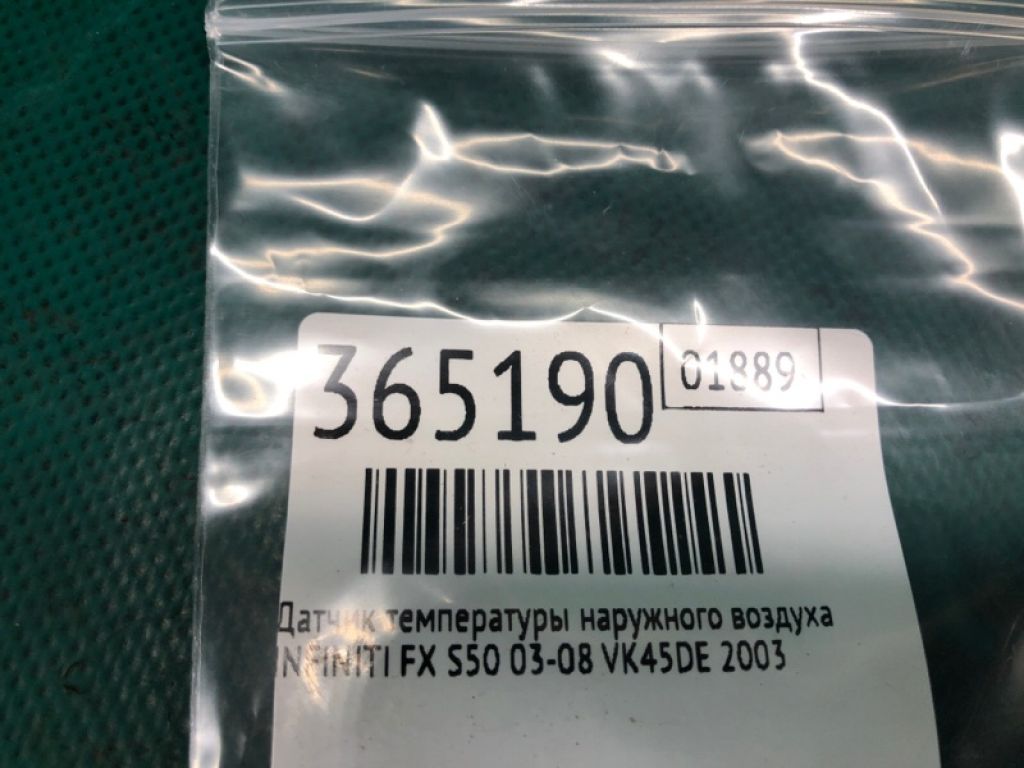 365190
01889
Датчик температуры наружного воздуха
INFINITI FX S50 03-08 VK45DE 2003